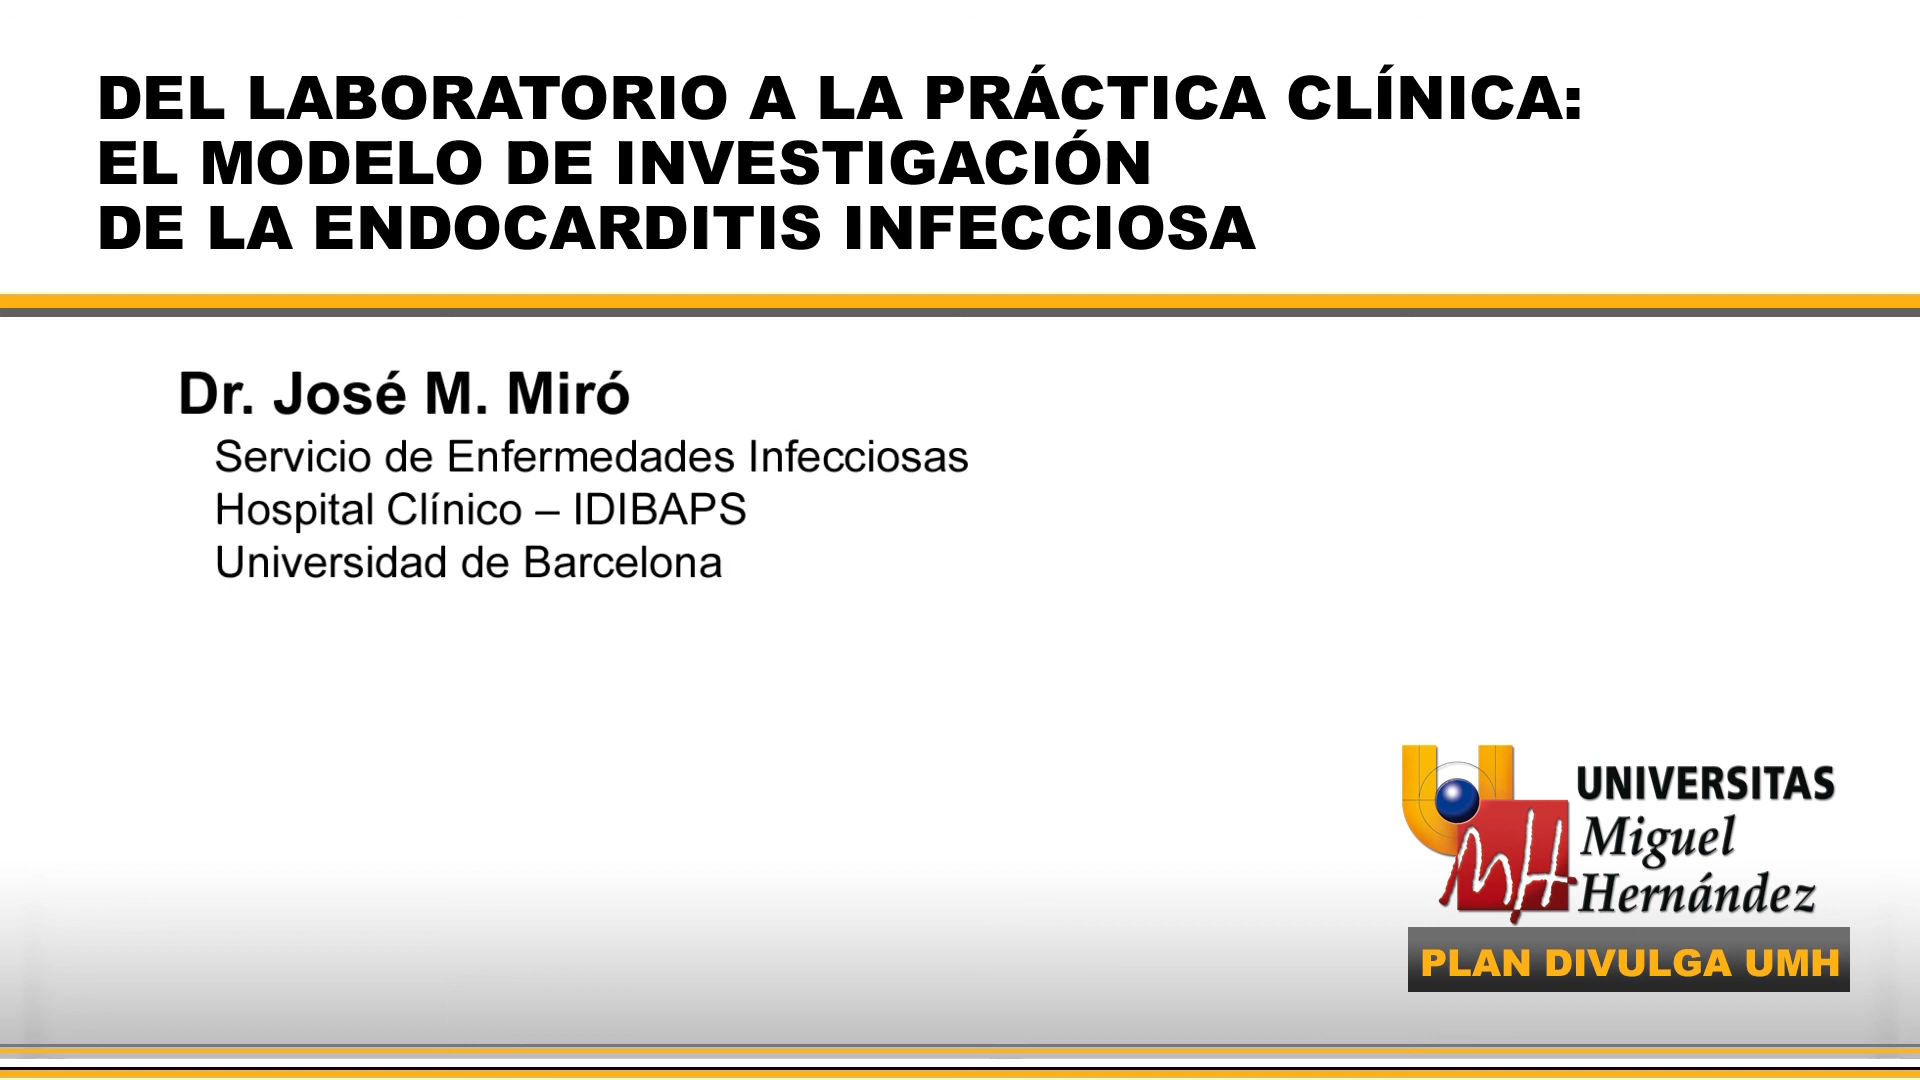 DEL LABORATORIO A LA PRÁCTICA CLÍNICA:
EL MODELO DE INVESTIGACIÓN
DE LA ENDOCARDITIS INFECCIOSA
Dr. José M. Miró
Servicio de Enfermedades Infecciosas
Hospital Clínico – IDIBAPS
Universidad de Barcelona
UNIVERSITAS
Miguel
Hernández
PLAN DIVULGA UMH